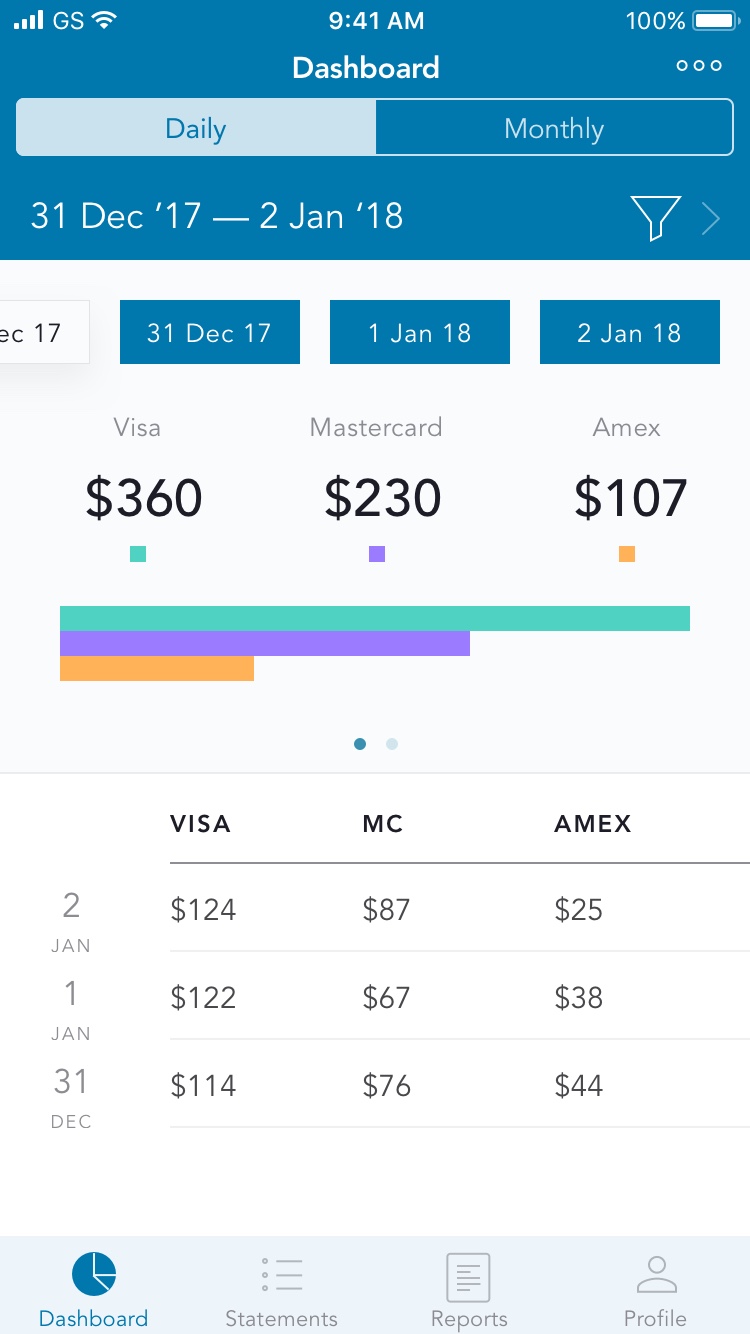 GS 9:41 AM 100%
Dashboard
Daily Monthly
31 Dec ’17 — 2 Jan ‘18
ec 17 31 Dec 17 1 Jan 18 2 Jan 18
Visa Mastercard Amex
$360 $230 $107
VISA MC AMEX
2 $124 $87 $25
JAN
1 $122 $67 $38
JAN
31 $114 $76 $44
DEC
Dashboard Statements Reports Profile